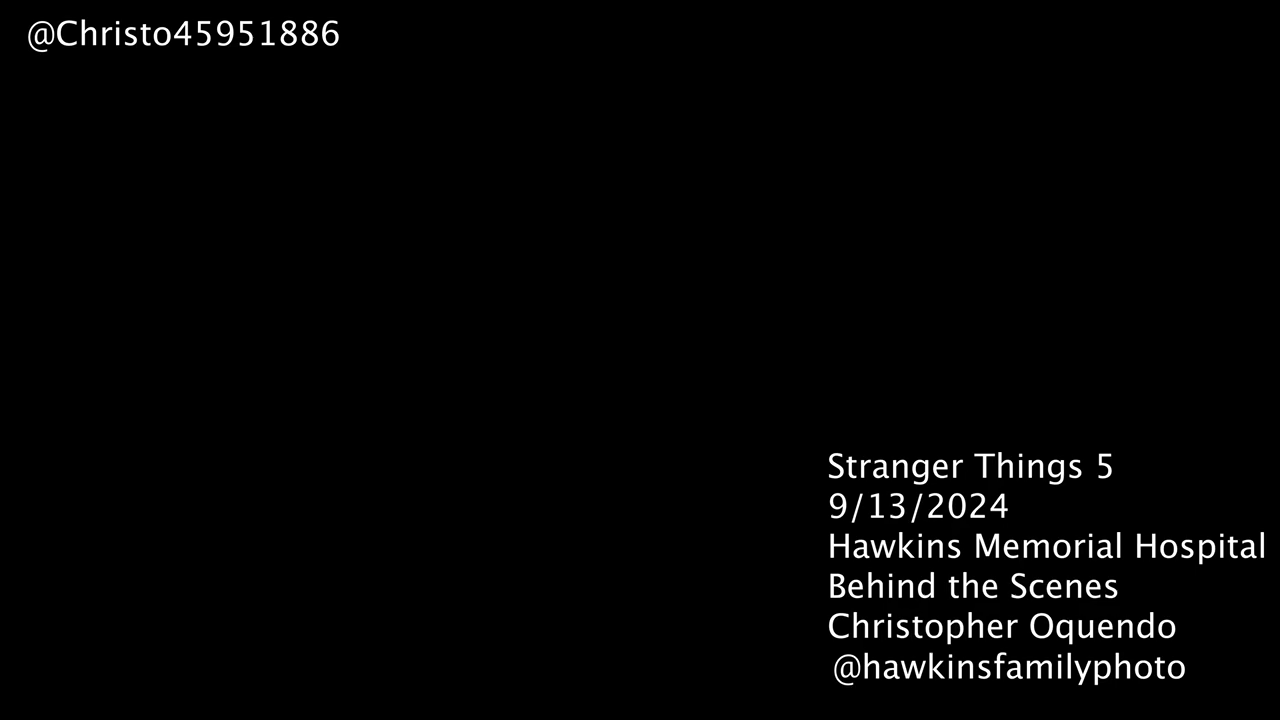 @Christo45951886
Stranger Things 5
9/13/2024
Hawkins Memorial Hospital
Behind the Scenes
Christopher Oquendo
@hawkinsfamilyphoto